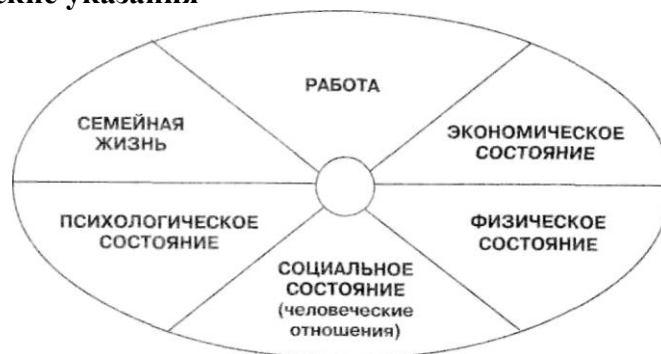 ские указания
РАБОТА
СЕМЕЙНАЯ
ЖИЗНЬ
ЭКОНОМИЧЕСКОЕ
СОСТОЯНИЕ
ПСИХОЛОГИЧЕСКОЕ
СОСТОЯНИЕ
ФИЗИЧЕСКОЕ
СОСТОЯНИЕ
СОЦИАЛЬНОЕ
СОСТОЯНИЕ
(человеческие
отношения)